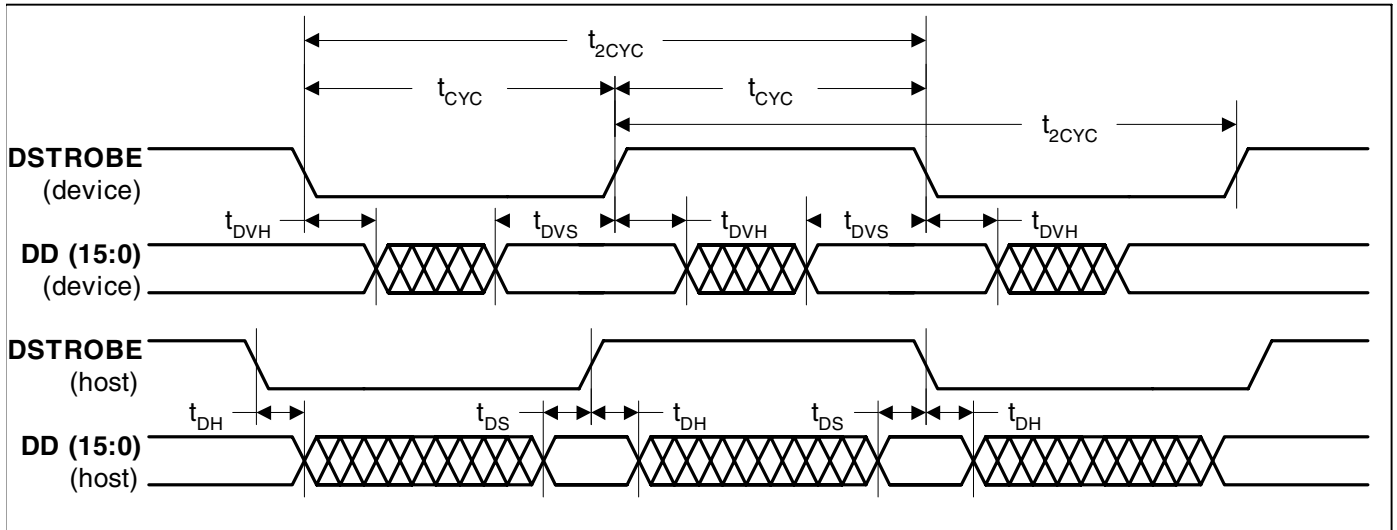 t2CYC
tCYC tCYC
t2CYC
DSTROBE
(device)
tDVH tDVS tDVH tDVS tDVH
DD (15:0)
(device)
DSTROBE
(host)
tDH tDS tDH tDS tDH
DD (15:0)
(host)